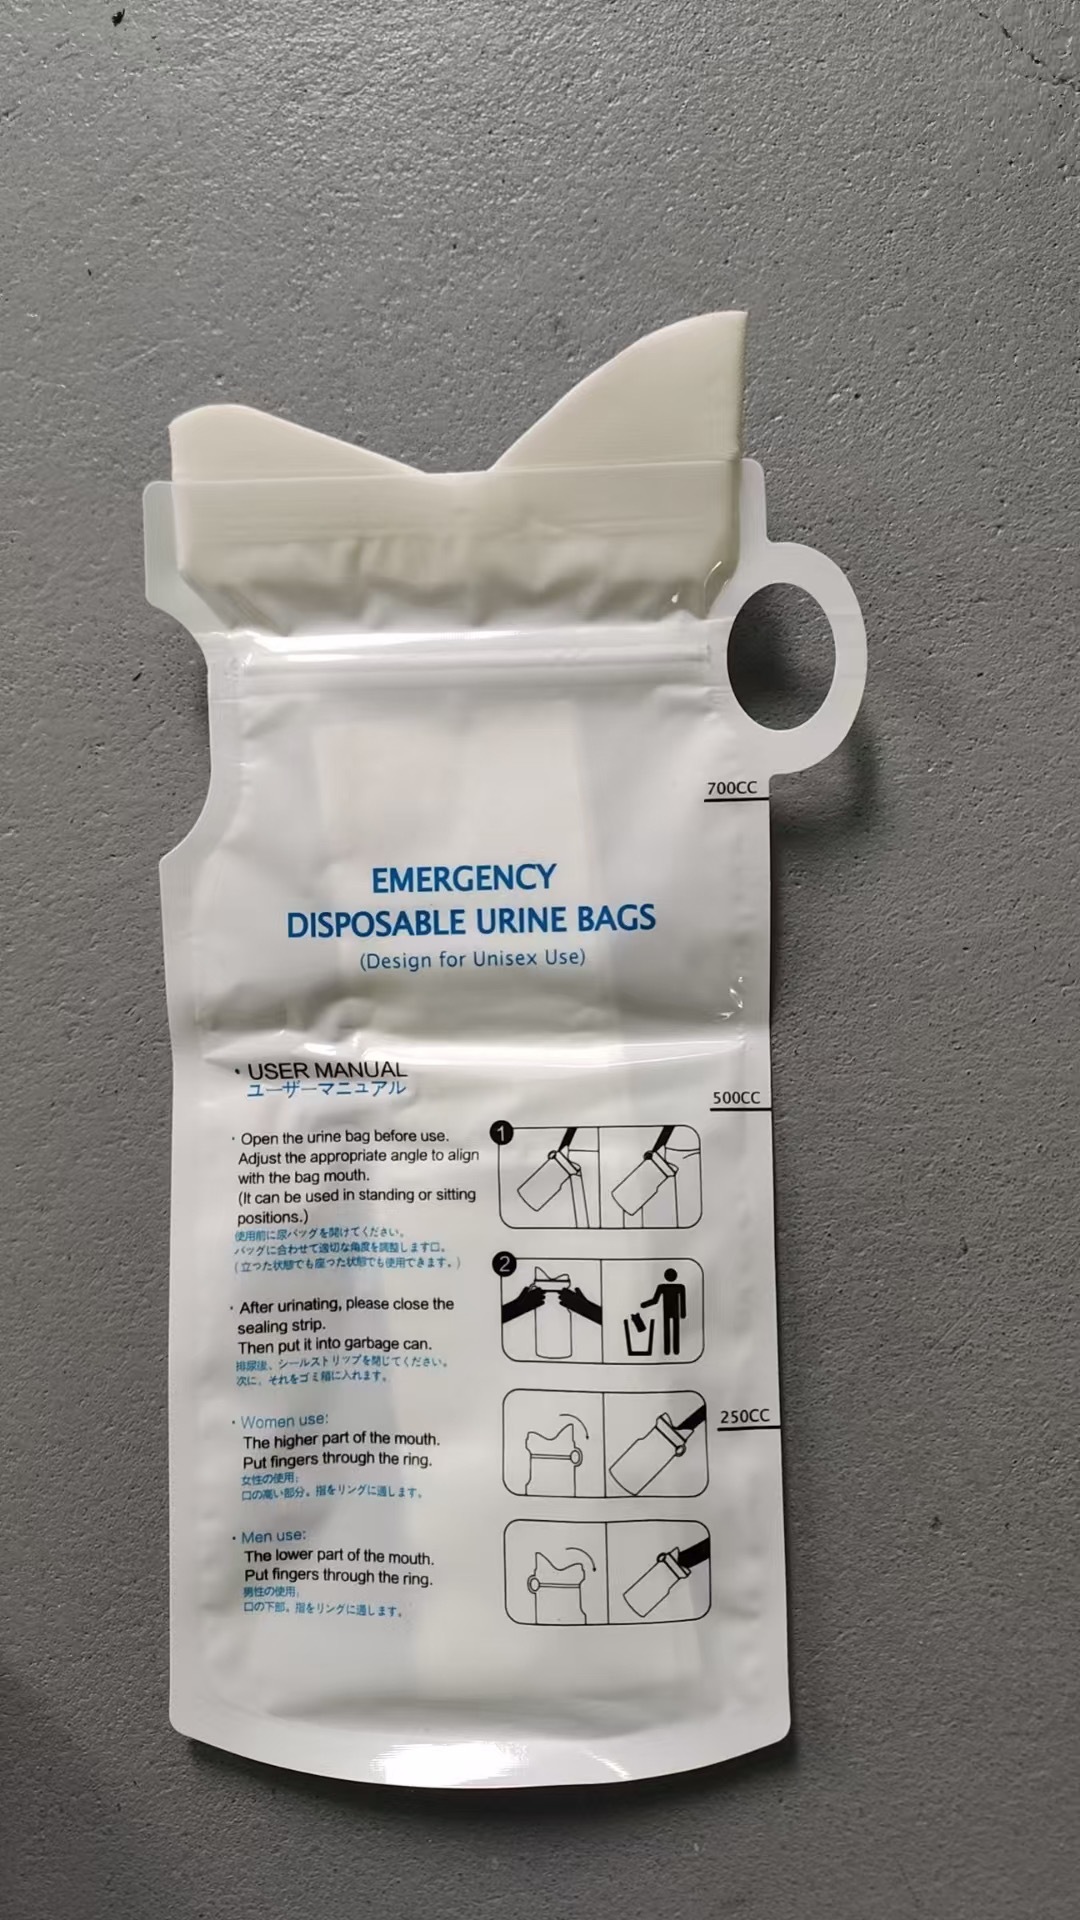 700CC
EMERGENCY
DISPOSABLE URINE BAGS
(Design for Unisex Use)
· USER MANUAL
ユーザーマニュアル
500CC
· Open the urine bag before use.
Adjust the appropriate angle to align
with the bag mouth.
(It can be used in standing or sitting
positions.)
使用前に尿バッグを開けてください。
バッグに合わせて適切な角度を調整します口。
(立った状態でも座った状態でも使用できます。)
1
· After urinating, please close the
sealing strip.
Then put it into garbage can.
排尿後、シールストリップを閉じてください。
次に、それをゴミ箱に入れます。
2
250CC
· Women use:
The higher part of the mouth.
Put fingers through the ring.
女性の使用:
口の高い部分。指をリングに通します。
· Men use:
The lower part of the mouth.
Put fingers through the ring.
男性の使用:
口の下部。指をリングに通します。